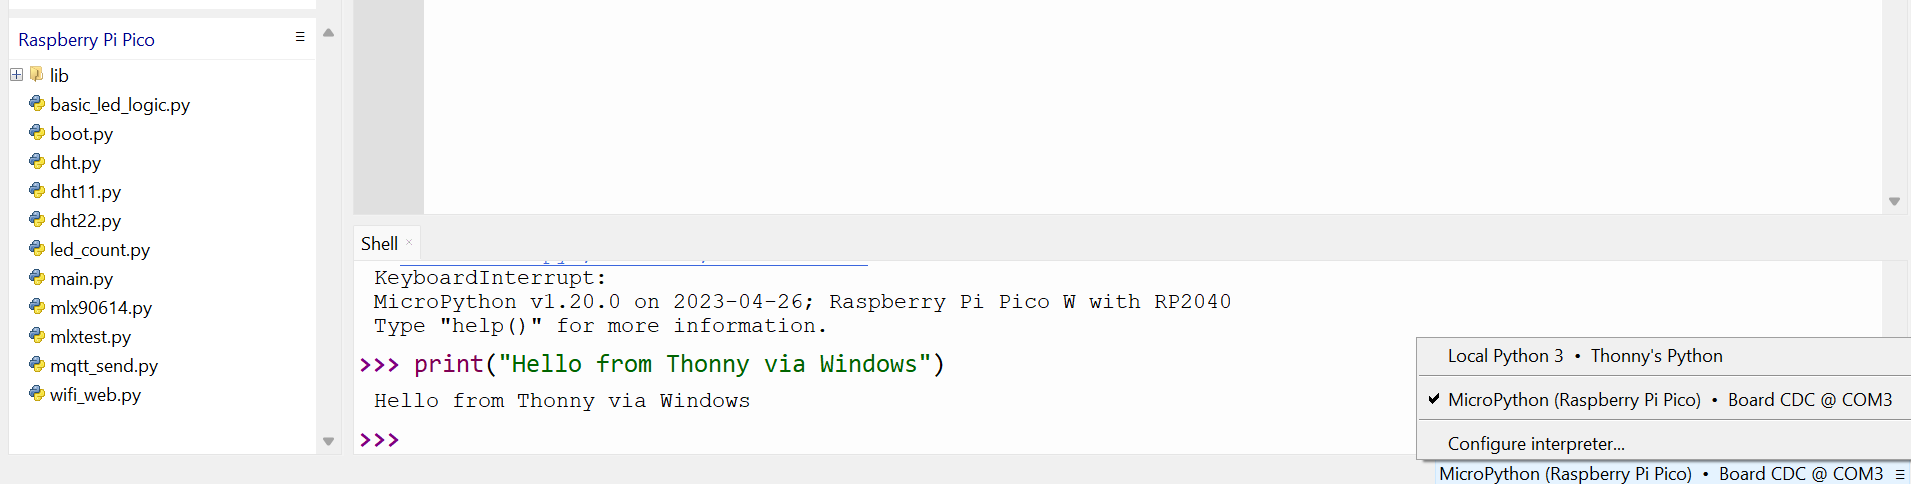 Raspberry Pi Pico
lib
basic_led_logic.py
boot.py
dht.py
dht11.py
dht22.py
led_count.py
main.py
mlx90614.py
mlxtest.py
mqtt_send.py
wifi_web.py
Shell
KeyboardInterrupt:
MicroPython v1.20.0 on 2023-04-26; Raspberry Pi Pico W with RP2040
Type "help()" for more information.
>>> print("Hello from Thonny via Windows")
Hello from Thonny via Windows
>>>
Local Python 3 • Thonny's Python
MicroPython (Raspberry Pi Pico) • Board CDC @ COM3
Configure interpreter...
MicroPython (Raspberry Pi Pico) • Board CDC @ COM3